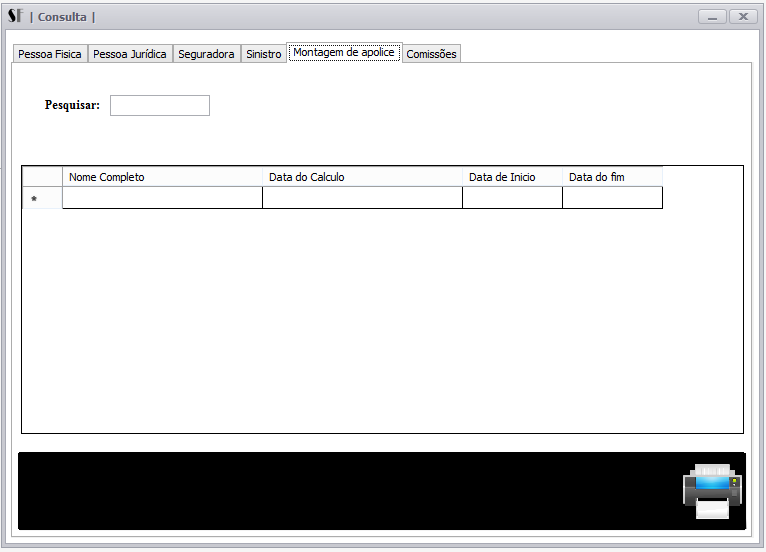 SF | Consulta |
Pessoa Fisica Pessoa Jurídica Seguradora Sinistro Montagem de apolice Comissões
Pesquisar:
Nome Completo Data do Calculo Data de Inicio Data do fim
*